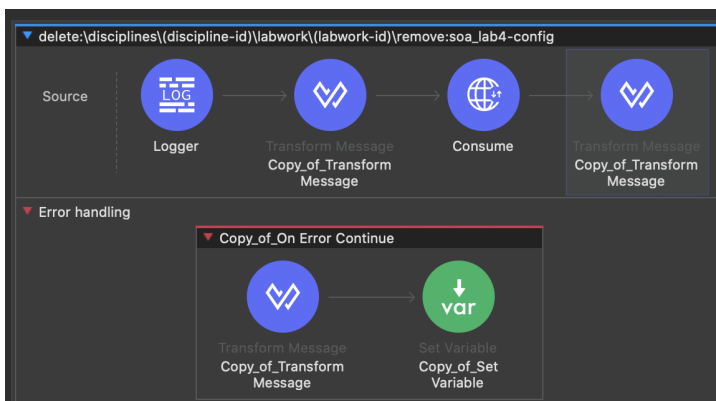 delete:\disciplines\(discipline-id)\labwork\(labwork-id)\remove:soa_lab4-config
Source
LOG
Logger
Transform Message
Copy_of_Transform
Message
Consume
Transform Message
Copy_of_Transform
Message
Error handling
Copy_of_On Error Continue
var
Transform Message
Copy_of_Transform
Message
Set Variable
Copy_of_Set
Variable